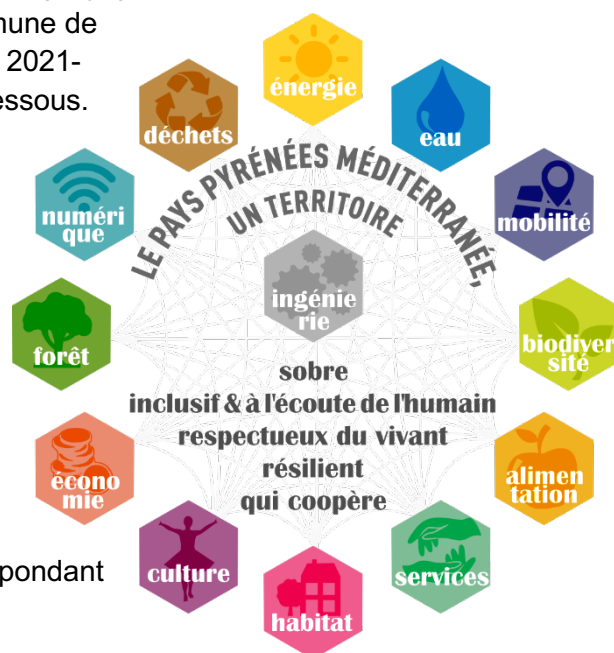 mune de
2021-
essous.
énergie
déchets
eau
LE PAYS PYRÉNÉES MÉDITERRANÉE,
UN TERRITOIRE
numéri
que
mobilité
ingénie
rie
forêt
biodiver
sité
sobre
inclusif & à l'écoute de l'humain
respectueux du vivant
résilient
qui coopère
écono
mie
alimen
tation
pondant
culture
services
habitat